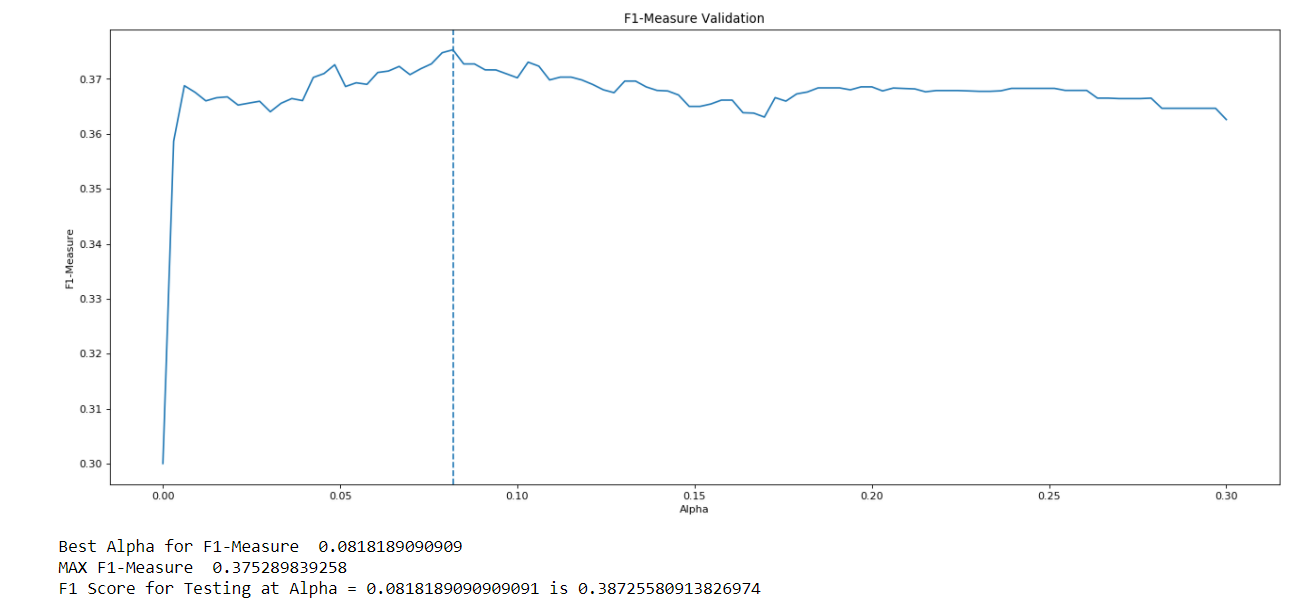 F1-Measure Validation
0.37
0.36
0.35
0.34
0.33
0.32
0.31
0.30
F1-Measure
0.00 0.05 0.10 0.15 0.20 0.25 0.30
Alpha
Best Alpha for F1-Measure 0.0818189090909
MAX F1-Measure 0.375289839258
F1 Score for Testing at Alpha = 0.0818189090909091 is 0.38725580913826974